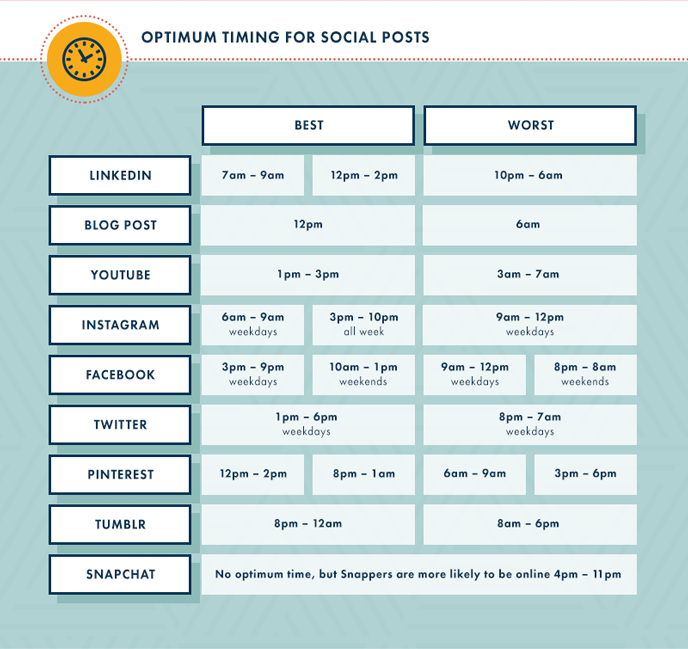 OPTIMUM TIMING FOR SOCIAL POSTS
BEST WORST
LINKEDIN 7am – 9am 12pm – 2pm 10pm – 6am
BLOG POST 12pm 6am
YOUTUBE 1pm – 3pm 3am – 7am
INSTAGRAM 6am – 9am weekdays 3pm – 10pm all week 9am – 12pm weekdays
FACEBOOK 3pm – 9pm weekdays 10am – 1pm weekends 9am – 12pm weekdays 8pm – 8am weekends
TWITTER 1pm – 6pm weekdays 8pm – 7am weekdays
PINTEREST 12pm – 2pm 8pm – 1am 6am – 9am 3pm – 6pm
TUMBLR 8pm – 12am 8am – 6pm
SNAPCHAT No optimum time, but Snappers are more likely to be online 4pm – 11pm